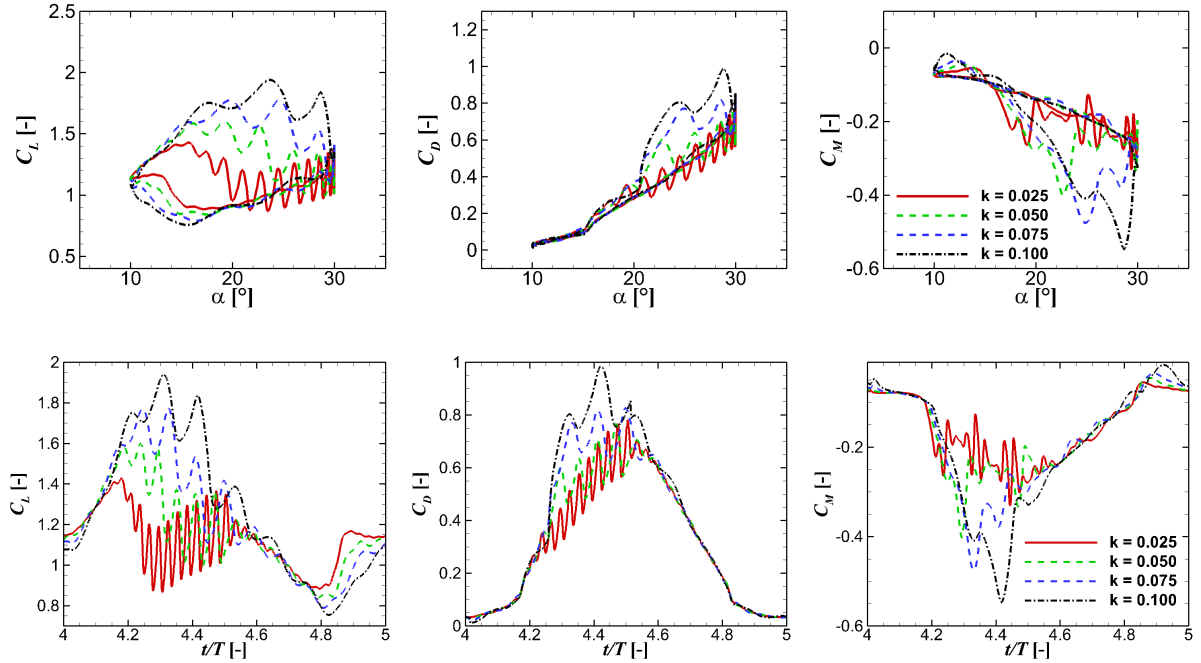 2.5
2
1.5
1
0.5
C_L [-]
10
20
30
α [°]
1.2
1
0.8
0.6
0.4
0.2
0
C_D [-]
10
20
30
α [°]
0
-0.2
-0.4
-0.6
C_M [-]
k = 0.025
k = 0.050
k = 0.075
k = 0.100
10
20
30
α [°]
2
1.8
1.6
1.4
1.2
1
0.8
C_L [-]
4
4.2
4.4
4.6
4.8
5
t/T [-]
1
0.8
0.6
0.4
0.2
0
C_D [-]
4
4.2
4.4
4.6
4.8
5
t/T [-]
-0.2
-0.4
-0.6
C_M [-]
k = 0.025
k = 0.050
k = 0.075
k = 0.100
4
4.2
4.4
4.6
4.8
5
t/T [-]